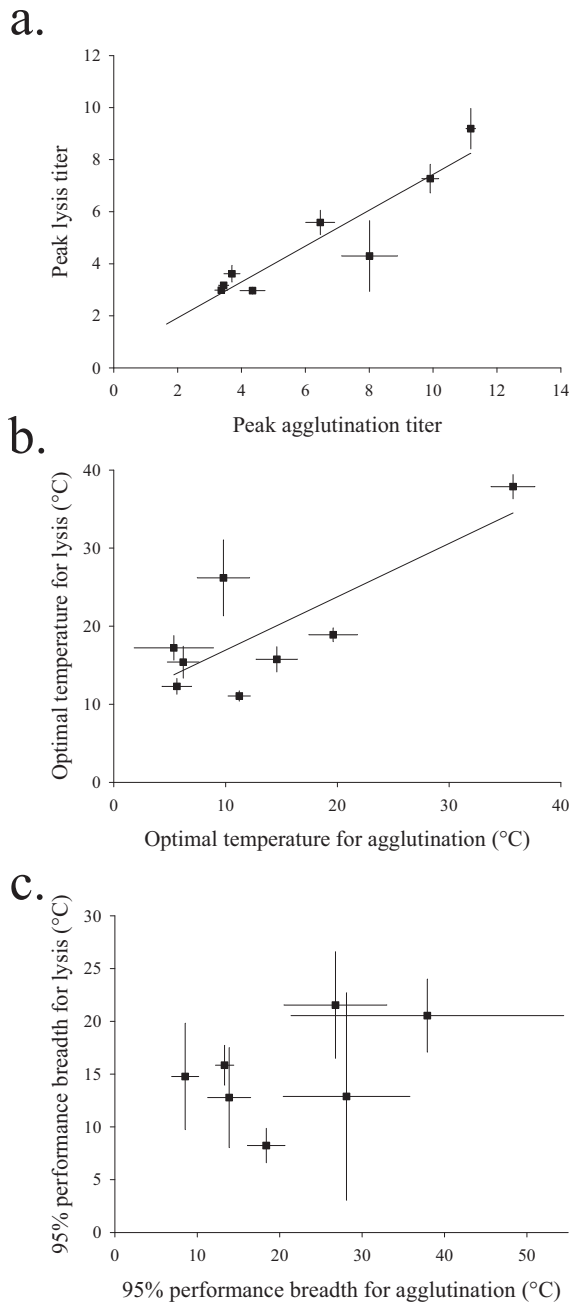 a.
14
12
10
8
6
4
2
0
Peak lysis titer
0 2 4 6 8 10 12 14
Peak agglutination titer
b.
40
30
20
10
0
Optimal temperature for lysis (°C)
0 10 20 30 40
Optimal temperature for agglutination (°C)
c.
30
25
20
15
10
5
0
95% performance breadth for lysis (°C)
10 20 30 40 50
95% performance breadth for agglutination (°C)